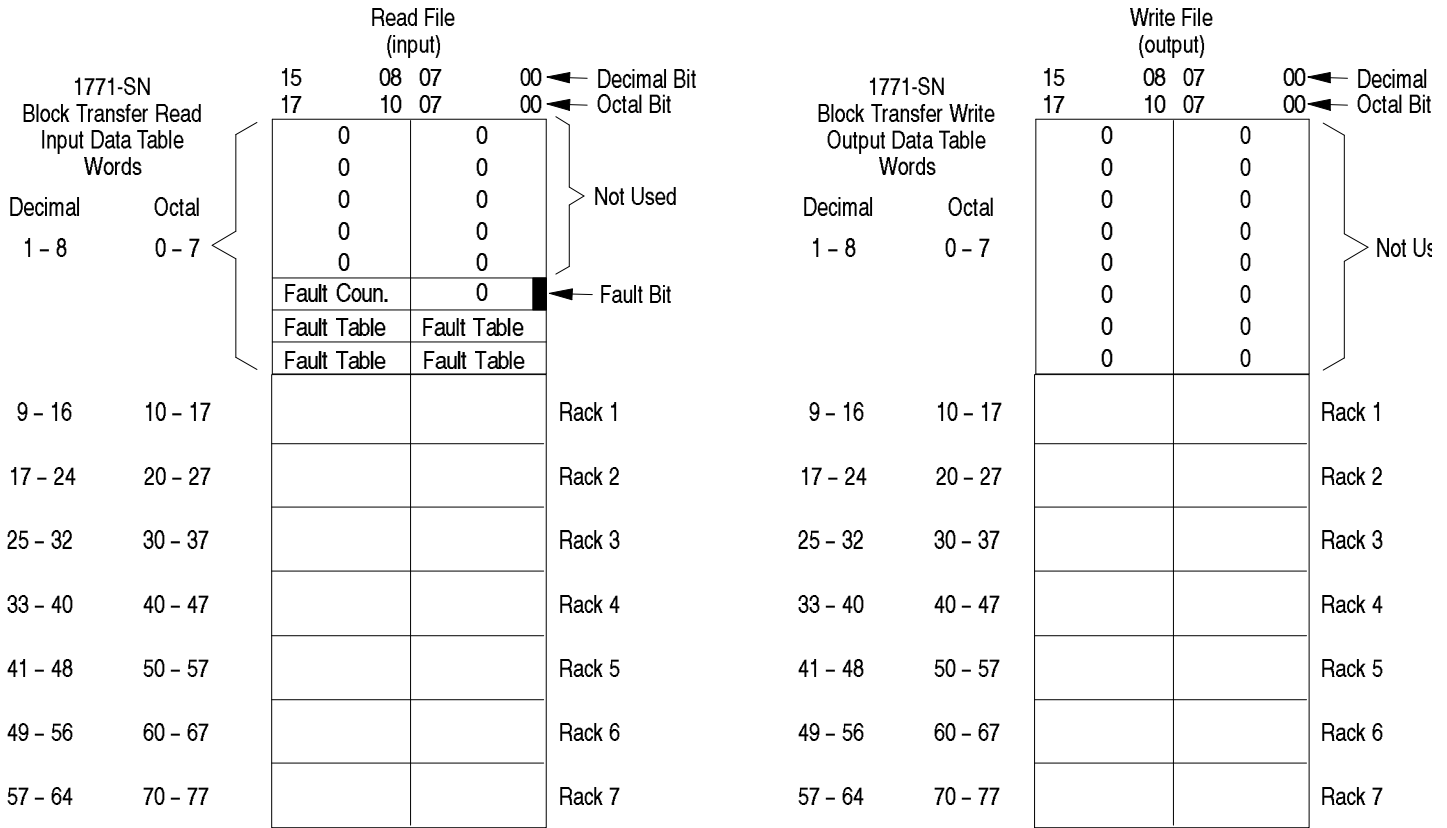 Read File
(input)
15 08 07 00 Decimal Bit
17 10 07 00 Octal Bit
1771-SN
Block Transfer Read
Input Data Table
Words
Decimal Octal
1 – 8 0 – 7
0 0
0 0
0 0
0 0
0 0
Not Used
Fault Coun. 0 Fault Bit
Fault Table Fault Table
Fault Table Fault Table
9 – 16 10 – 17 Rack 1
17 – 24 20 – 27 Rack 2
25 – 32 30 – 37 Rack 3
33 – 40 40 – 47 Rack 4
41 – 48 50 – 57 Rack 5
49 – 56 60 – 67 Rack 6
57 – 64 70 – 77 Rack 7
Write File
(output)
15 08 07 00 Decimal
17 10 07 00 Octal Bit
1771-SN
Block Transfer Write
Output Data Table
Words
Decimal Octal
1 – 8 0 – 7
0 0
0 0
0 0
0 0
0 0
0 0
0 0
0 0
Not Us
9 – 16 10 – 17 Rack 1
17 – 24 20 – 27 Rack 2
25 – 32 30 – 37 Rack 3
33 – 40 40 – 47 Rack 4
41 – 48 50 – 57 Rack 5
49 – 56 60 – 67 Rack 6
57 – 64 70 – 77 Rack 7